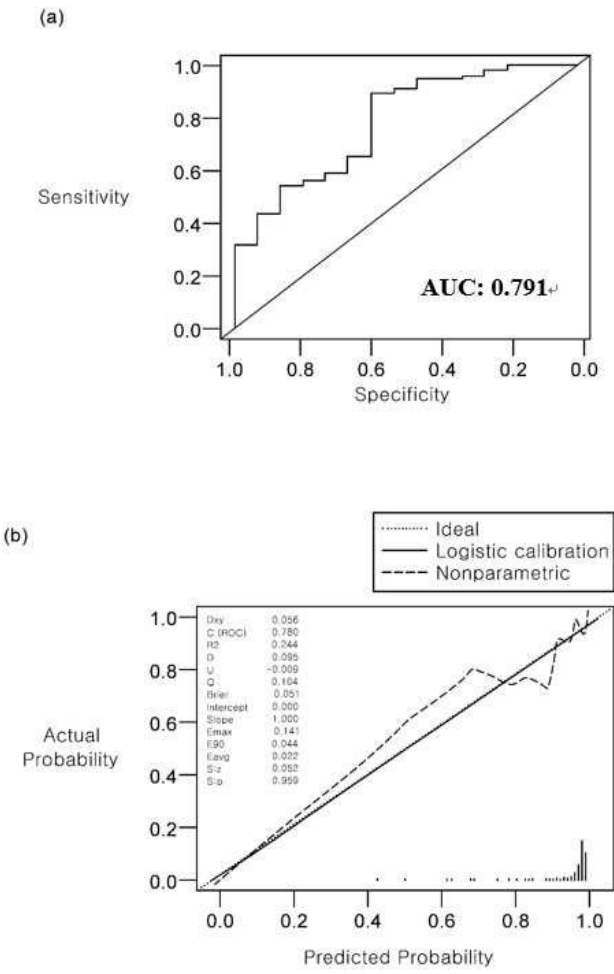 (a)
1.0
0.8
0.6
0.4
0.2
0.0
Sensitivity
AUC: 0.791↵
1.0 0.8 0.6 0.4 0.2 0.0
Specificity
(b)
Ideal
Logistic calibration
Nonparametric
1.0
0.8
0.6
0.4
0.2
0.0
Actual
Probability
Dxy 0.056
C (ROC) 0.780
R2 0.244
D 0.095
U -0.009
Q 0.104
Brier 0.051
Intercept 0.000
Slope 1.000
Emax 0.141
E90 0.044
Eavg 0.022
S:z 0.052
S:p 0.959
0.0 0.2 0.4 0.6 0.8 1.0
Predicted Probability